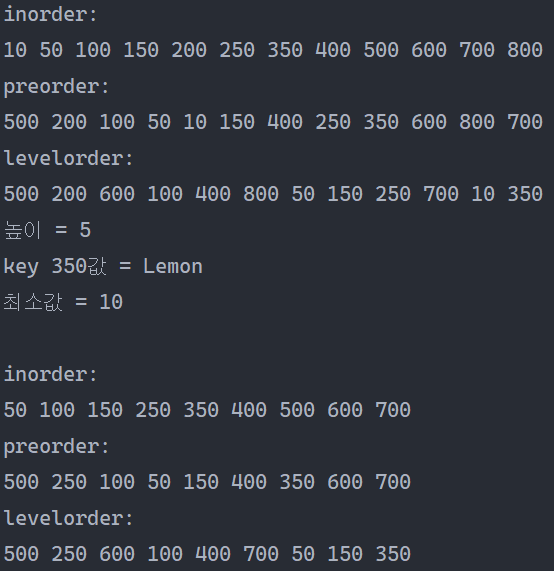 inorder:
10 50 100 150 200 250 350 400 500 600 700 800
preorder:
500 200 100 50 10 150 400 250 350 600 800 700
levelorder:
500 200 600 100 400 800 50 150 250 700 10 350
높이 = 5
key 350값 = Lemon
최소값 = 10
inorder:
50 100 150 250 350 400 500 600 700
preorder:
500 250 100 50 150 400 350 600 700
levelorder:
500 250 600 100 400 700 50 150 350